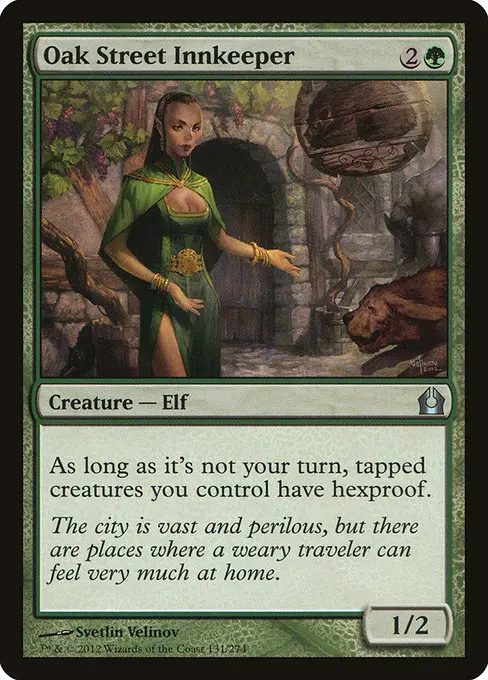 Oak Street Innkeeper 2
Creature — Elf
As long as it's not your turn, tapped
creatures you control have hexproof.
The city is vast and perilous, but there
are places where a weary traveler can
feel very much at home.
1/2
Svetlin Velinov
™ & © 2012 Wizards of the Coast 131/274